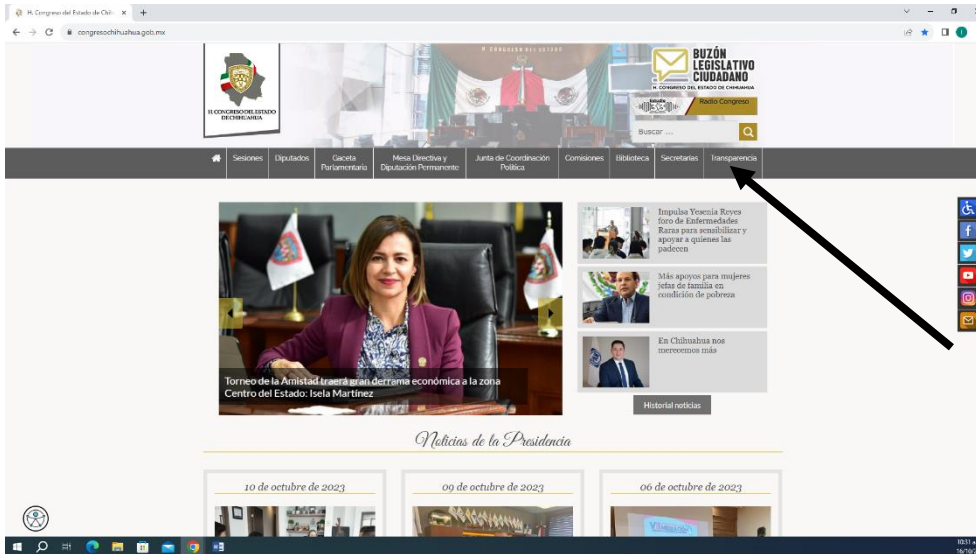 H. Congreso del Estado de Chih
congresochihuahua.gob.mx
H. CONGRESO DEL ESTADO
DE CHIHUAHUA
H. CONGRESO DEL ESTADO
BUZÓN
LEGISLATIVO
CIUDADANO
H. CONGRESO DEL ESTADO DE CHIHUAHUA
Radio Congreso
Buscar ...
Sesiones
Diputados
Gaceta
Parlamentaria
Mesa Directiva y
Diputación Permanente
Junta de Coordinación
Política
Comisiones
Biblioteca
Secretarías
Transparencia
Torneo de la Amistad traerá gran derrama económica a la zona
Centro del Estado: Isela Martínez
Impulsa Yesenia Reyes
foro de Enfermedades
Raras para sensibilizar y
apoyar a quienes las
padecen
Más apoyos para mujeres
jefas de familia en
condición de pobreza
En Chihuahua nos
merecemos más
Historial noticias
Noticias de la Presidencia
10 de octubre de 2023
09 de octubre de 2023
06 de octubre de 2023